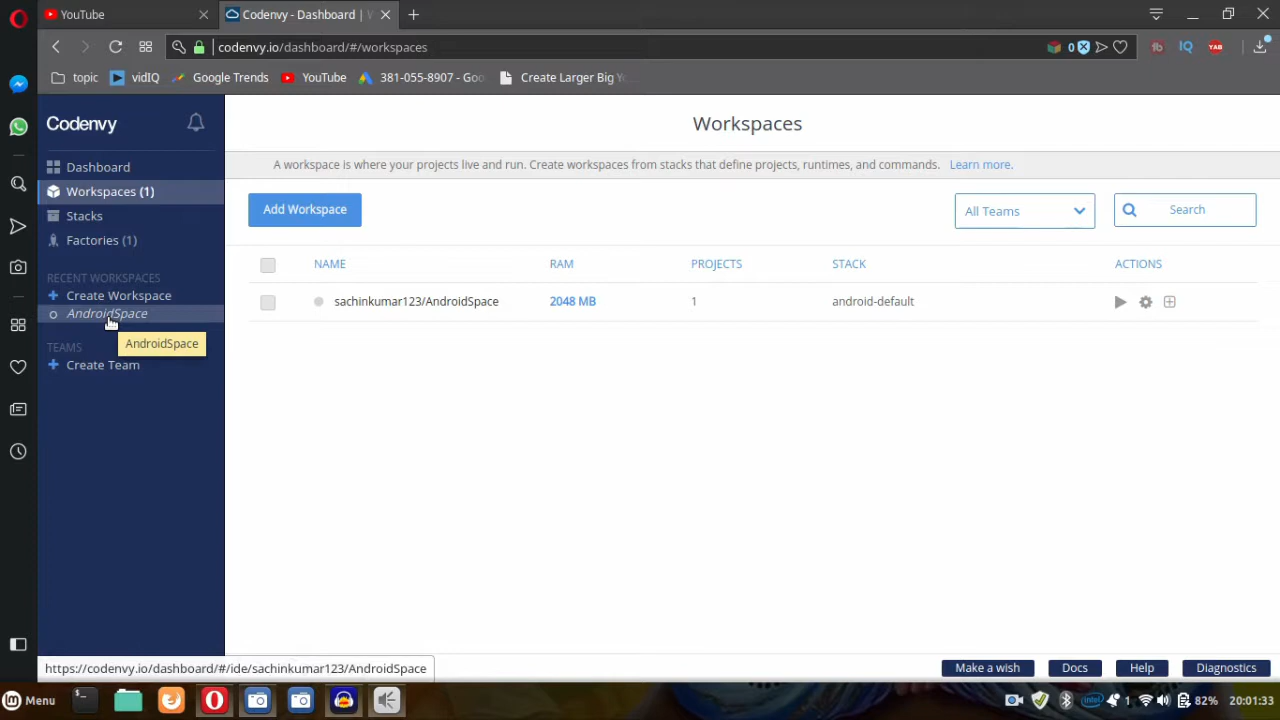 YouTube
Codenvy - Dashboard | W
codenvy.io/dashboard/#/workspaces
0
topic
vidIQ
Google Trends
YouTube
381-055-8907 - Goo
Create Larger Big Yo
Codenvy
Dashboard
Workspaces (1)
Stacks
Factories (1)
RECENT WORKSPACES
Create Workspace
AndroidSpace
AndroidSpace
TEAMS
Create Team
Workspaces
A workspace is where your projects live and run. Create workspaces from stacks that define projects, runtimes, and commands. Learn more.
Add Workspace
All Teams
Search
NAME RAM PROJECTS STACK ACTIONS
sachinkumar123/AndroidSpace 2048 MB 1 android-default
https://codenvy.io/dashboard/#/ide/sachinkumar123/AndroidSpace
Make a wish
Docs
Help
Diagnostics
Menu
1
82%
20:01:33